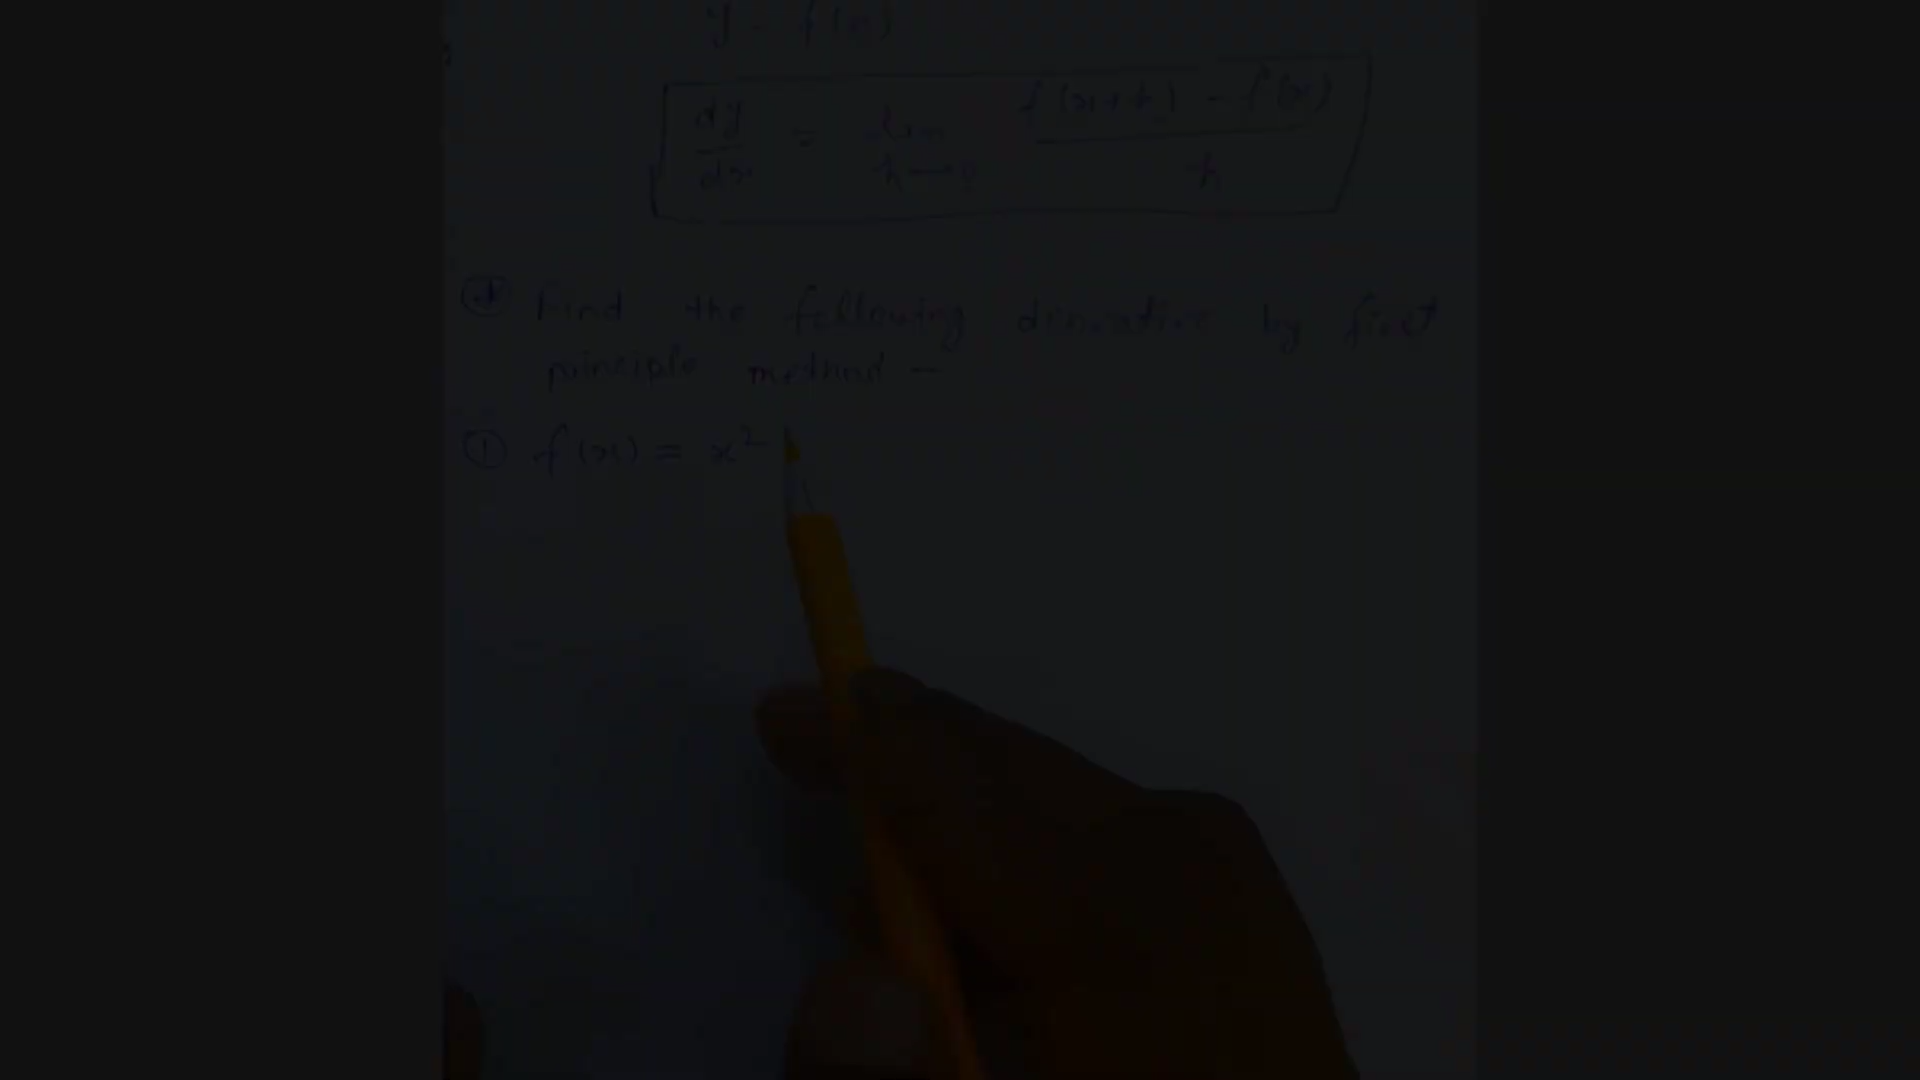 y = f(x)
dy/dx = lim h→0 f(x+h) - f(x) / h
* Find the following derivative by first
principle method -
① f(x) = x²